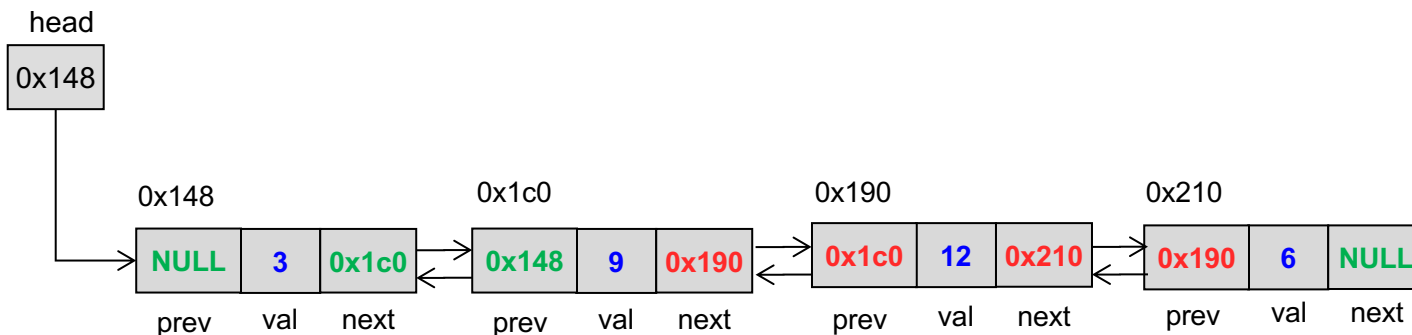 head
0x148
0x148 0x1c0 0x190 0x210
NULL 3 0x1c0 0x148 9 0x190 0x1c0 12 0x210 0x190 6 NULL
prev val next prev val next prev val next prev val next